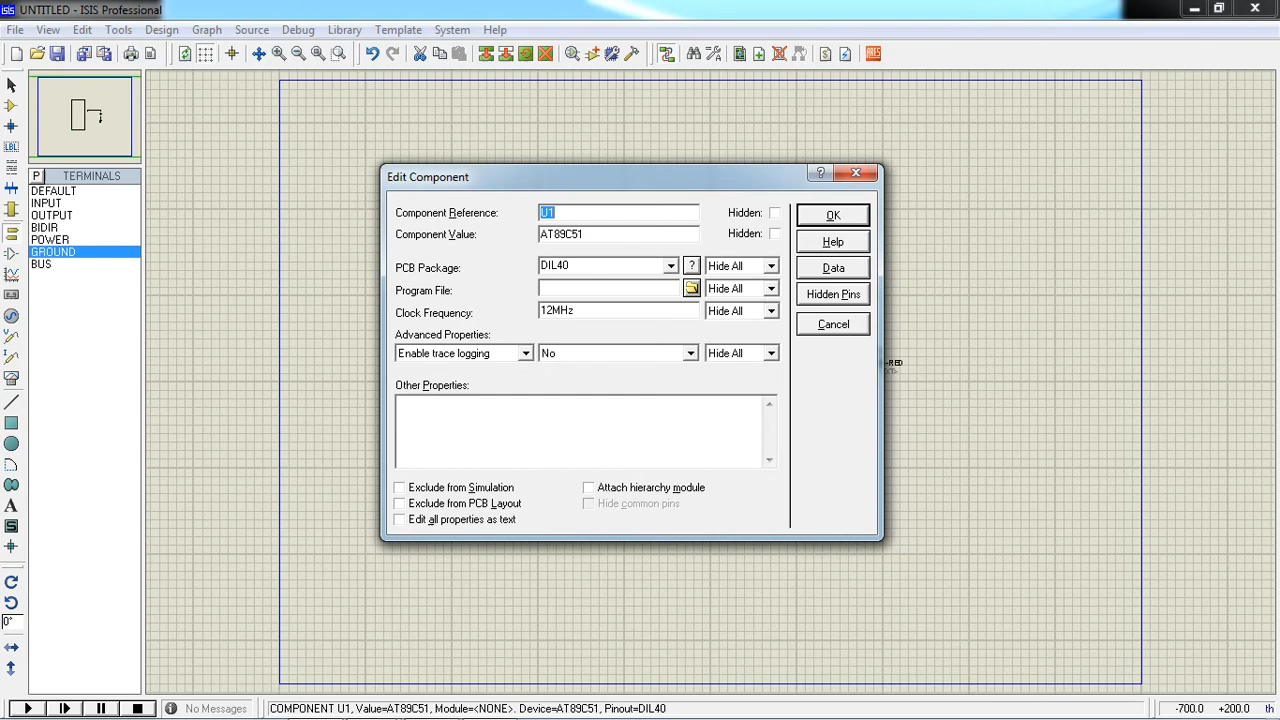 UNTITLED - ISIS Professional
File View Edit Tools Design Graph Source Debug Library Template System Help
ARES
LBL
P TERMINALS
DEFAULT
INPUT
OUTPUT
BIDIR
POWER
GROUND
BUS
A
S
0°
Edit Component
Component Reference: U1 Hidden: OK
Component Value: AT89C51 Hidden: Help
PCB Package: DIL40 ? Hide All Data
Program File: Hide All Hidden Pins
Clock Frequency: 12MHz Hide All Cancel
Advanced Properties:
Enable trace logging No Hide All
-RED
Other Properties:
Exclude from Simulation Attach hierarchy module
Exclude from PCB Layout Hide common pins
Edit all properties as text
No Messages COMPONENT U1, Value=AT89C51, Module=<NONE>. Device=AT89C51, Pinout=DIL40 -700.0 +200.0 th